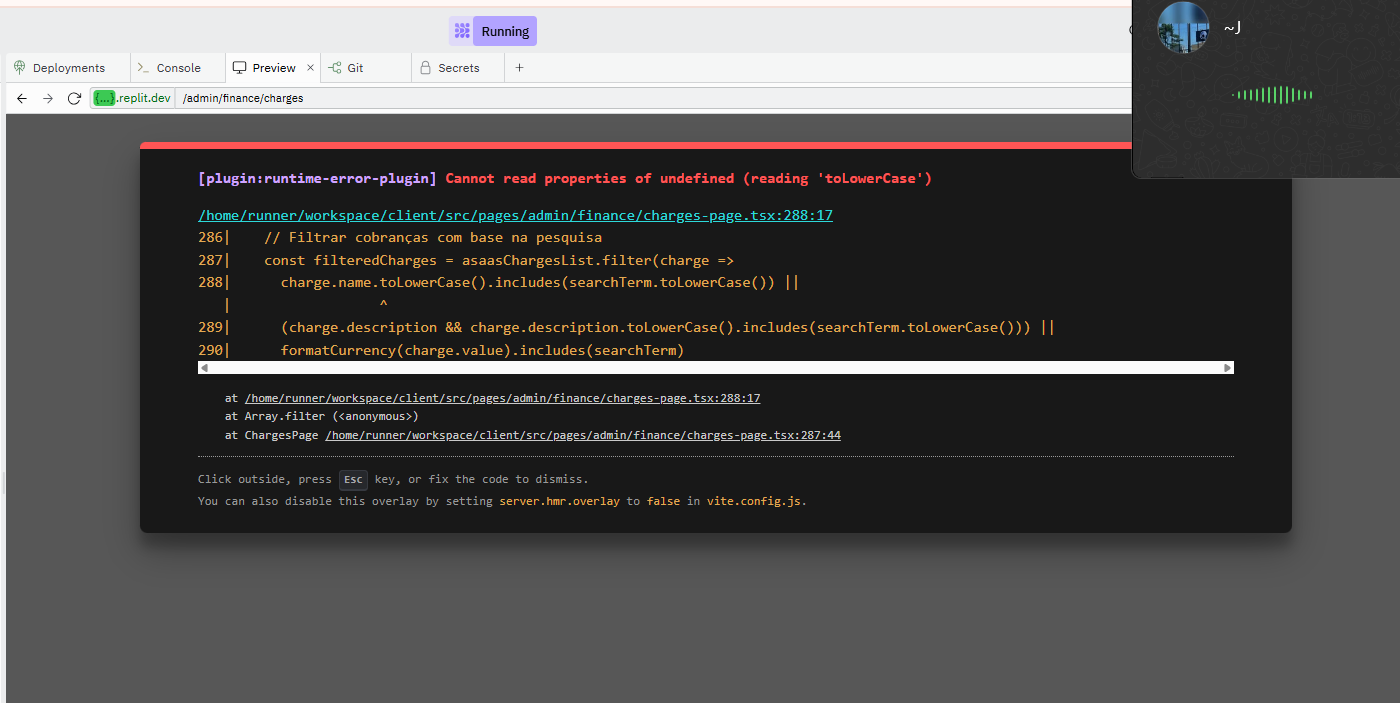 Running
~J
Deployments
Console
Preview ×
Git
Secrets
+
{...}.replit.dev /admin/finance/charges
[plugin:runtime-error-plugin] Cannot read properties of undefined (reading 'toLowerCase')
/home/runner/workspace/client/src/pages/admin/finance/charges-page.tsx:288:17
286|    // Filtrar cobranças com base na pesquisa
287|    const filteredCharges = asaasChargesList.filter(charge =>
288|      charge.name.toLowerCase().includes(searchTerm.toLowerCase()) ||
   |                 ^
289|      (charge.description && charge.description.toLowerCase().includes(searchTerm.toLowerCase())) ||
290|      formatCurrency(charge.value).includes(searchTerm)
at /home/runner/workspace/client/src/pages/admin/finance/charges-page.tsx:288:17
at Array.filter (<anonymous>)
at ChargesPage /home/runner/workspace/client/src/pages/admin/finance/charges-page.tsx:287:44
Click outside, press Esc key, or fix the code to dismiss.
You can also disable this overlay by setting server.hmr.overlay to false in vite.config.js.